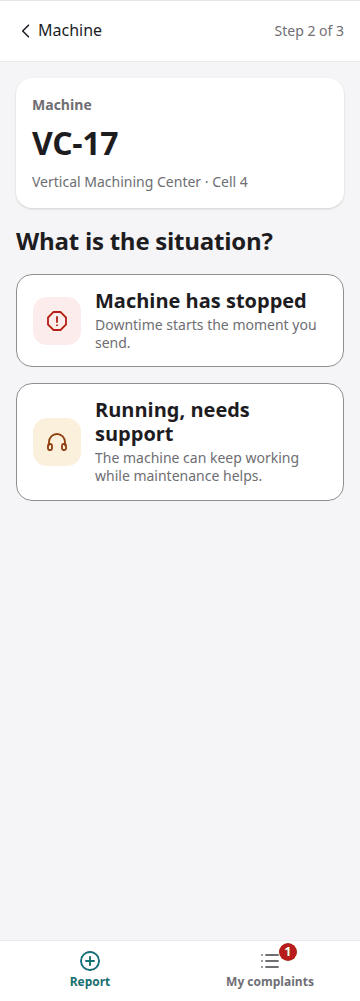 Machine
Step 2 of 3
Machine
VC-17
Vertical Machining Center · Cell 4
What is the situation?
Machine has stopped
Downtime starts the moment you
send.
Running, needs
support
The machine can keep working
while maintenance helps.
1
Report
My complaints